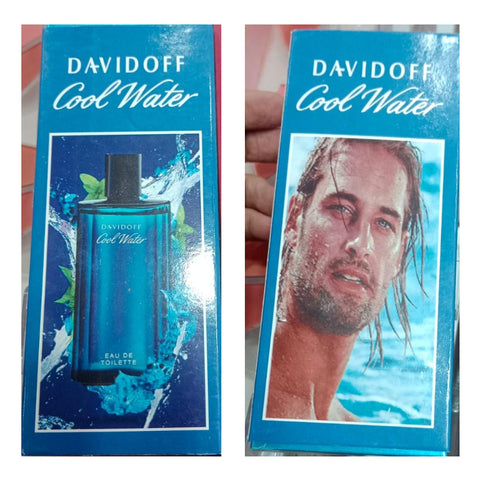 DAVIDOFF
Cool Water
DAVIDOFF
Cool Water
EAU DE
TOILETTE
DAVIDOFF
Cool Water